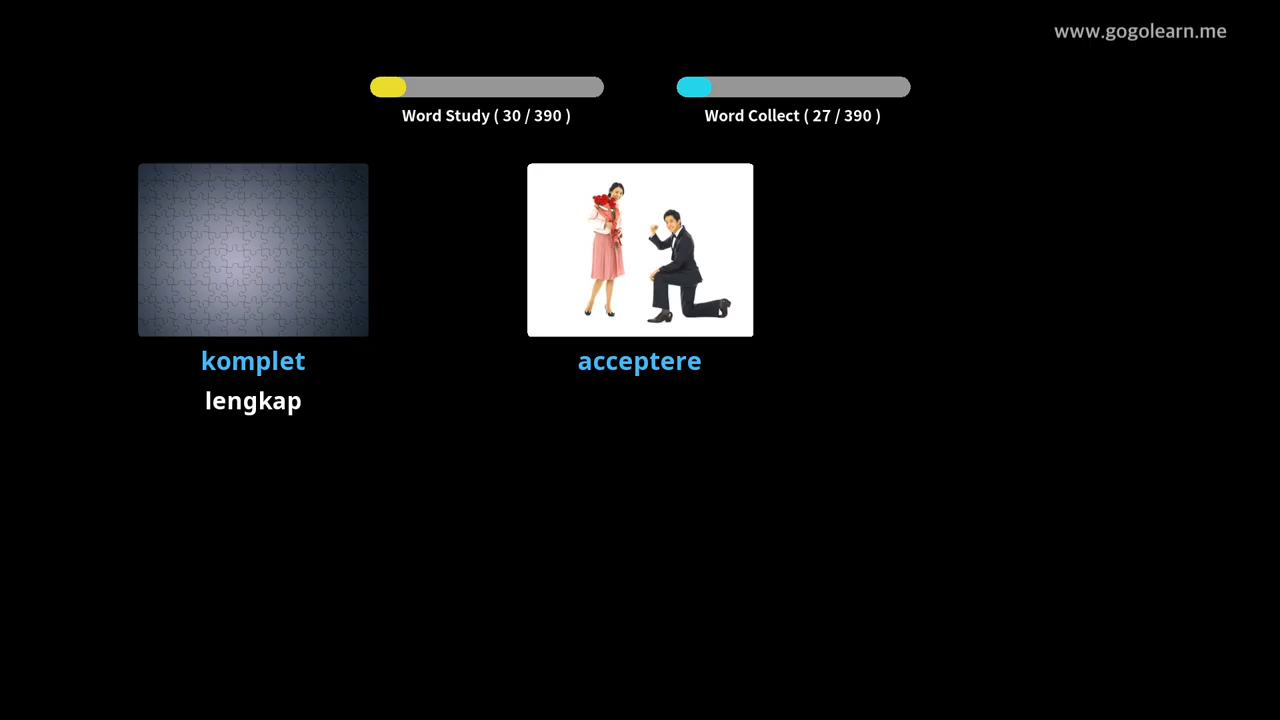 www.gogolearn.me
Word Study ( 30 / 390 )
Word Collect ( 27 / 390 )
komplet
acceptere
lengkap